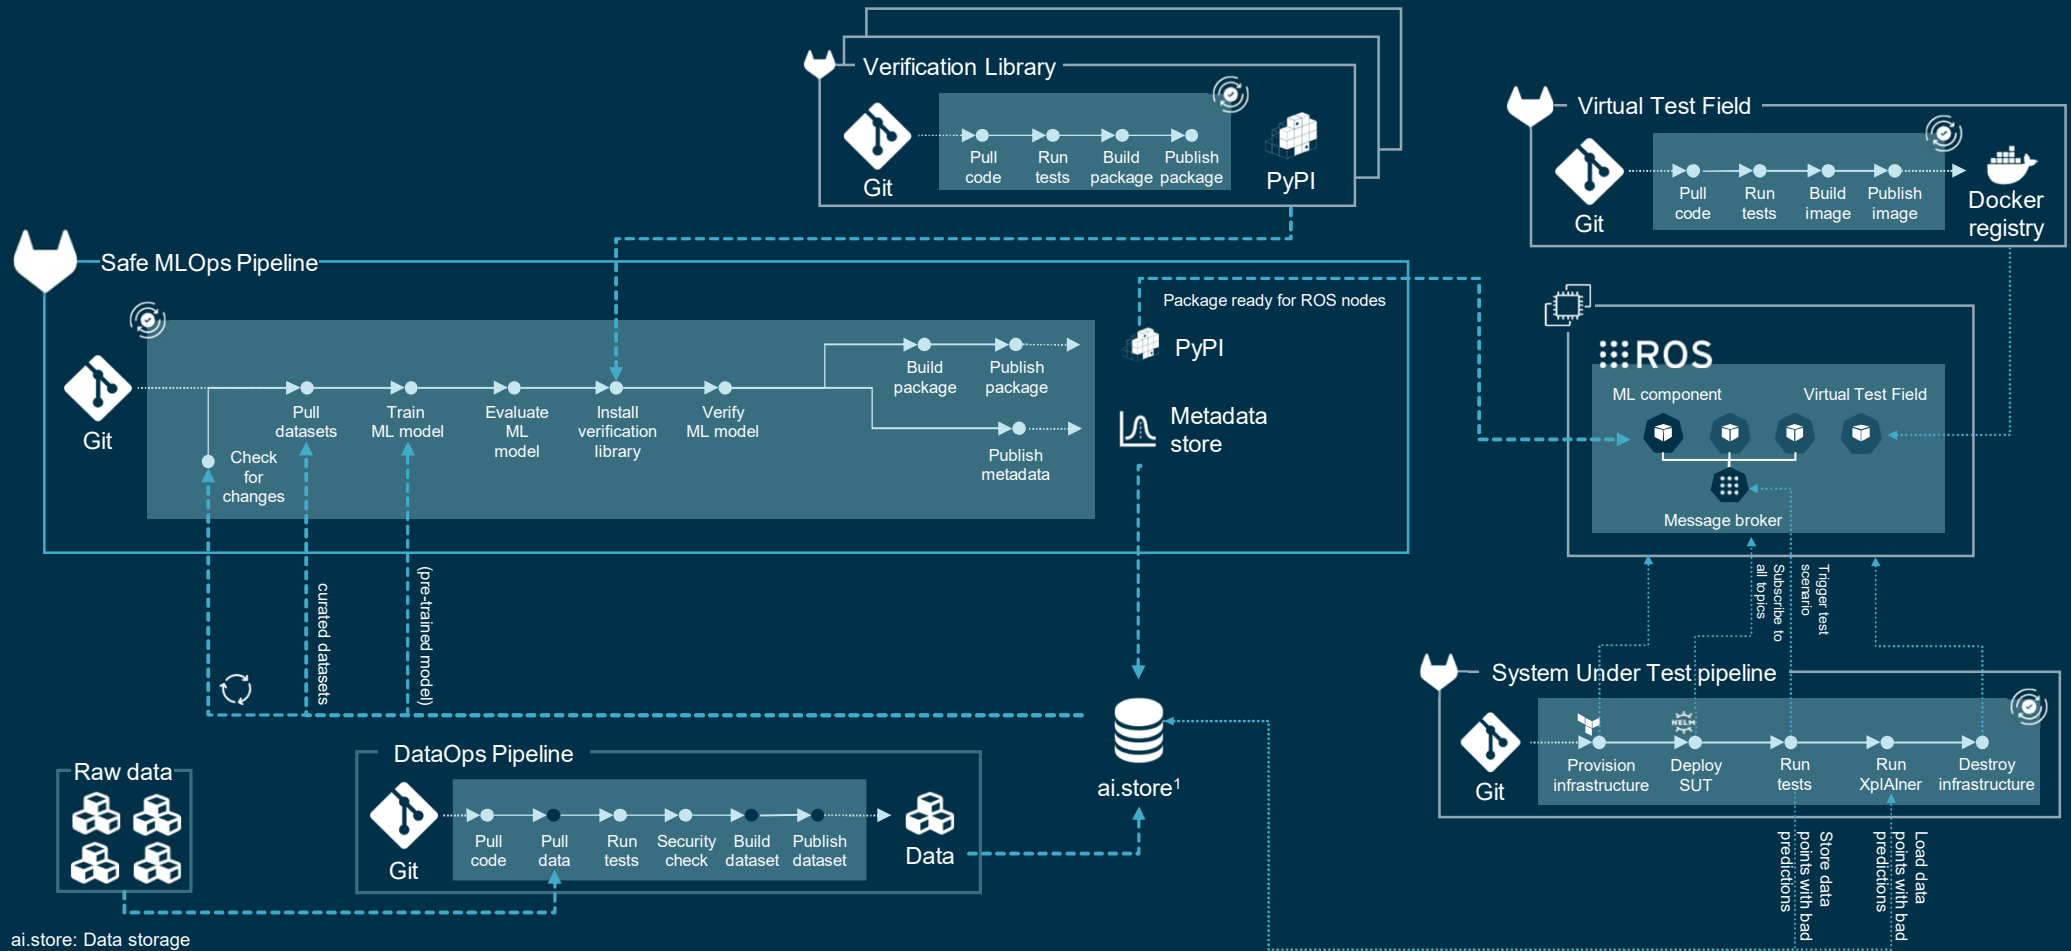 Verification Library
Git
Pull
code
Run
tests
Build
package
Publish
package
PyPI
Virtual Test Field
Git
Pull
code
Run
tests
Build
image
Publish
image
Docker
registry
Safe MLOps Pipeline
Git
Check
for
changes
Pull
datasets
Train
ML model
Evaluate
ML
model
Install
verification
library
Verify
ML model
Build
package
Publish
package
Publish
metadata
Package ready for ROS nodes
PyPI
Metadata
store
ROS
ML component
Virtual Test Field
Message broker
curated datasets
(pre-trained model)
Subscribe to
all topics
Trigger test
scenario
System Under Test pipeline
Git
HELM
Provision
infrastructure
Deploy
SUT
Run
tests
Run
XplAIner
Destroy
infrastructure
Store data
points with bad
predictions
Load data
points with bad
predictions
ai.store¹
Raw data
DataOps Pipeline
Git
Pull
code
Pull
data
Run
tests
Security
check
Build
dataset
Publish
dataset
Data
ai.store: Data storage